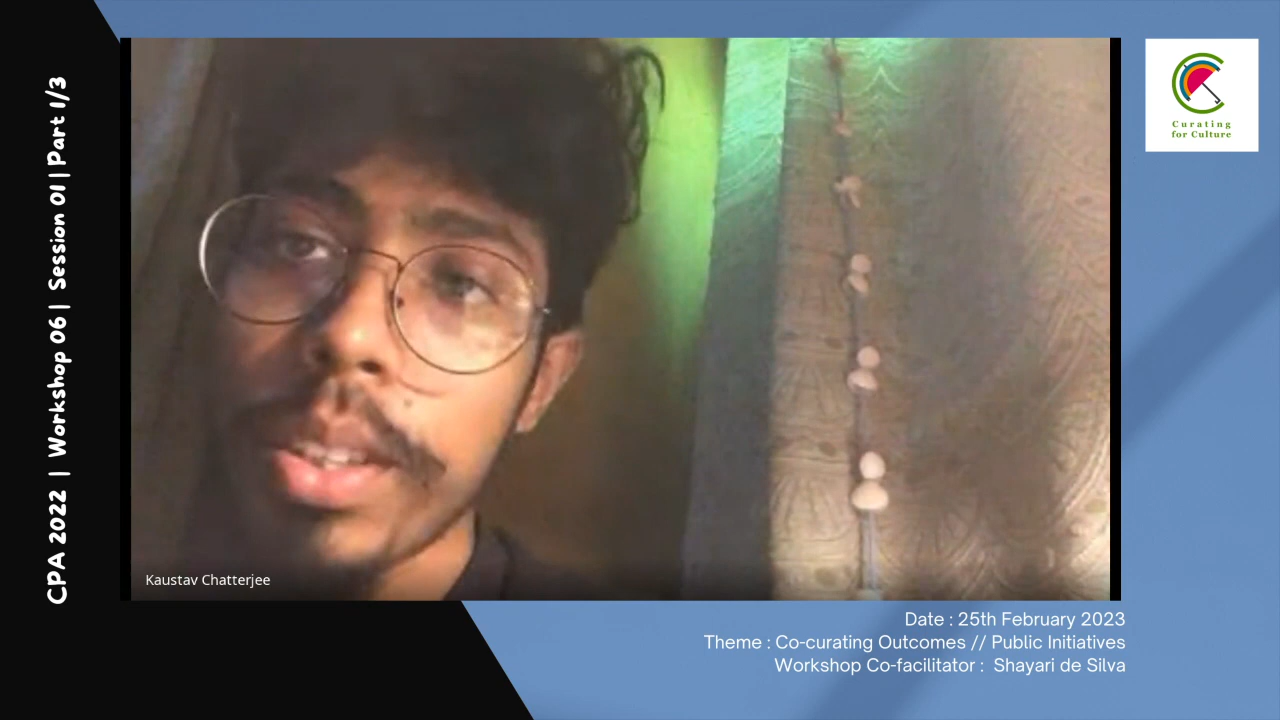 CPA 2022 | Workshop 06 | Session 01 | Part 1/3
Curating
for Culture
Kaustav Chatterjee
Date : 25th February 2023
Theme : Co-curating Outcomes // Public Initiatives
Workshop Co-facilitator : Shayari de Silva